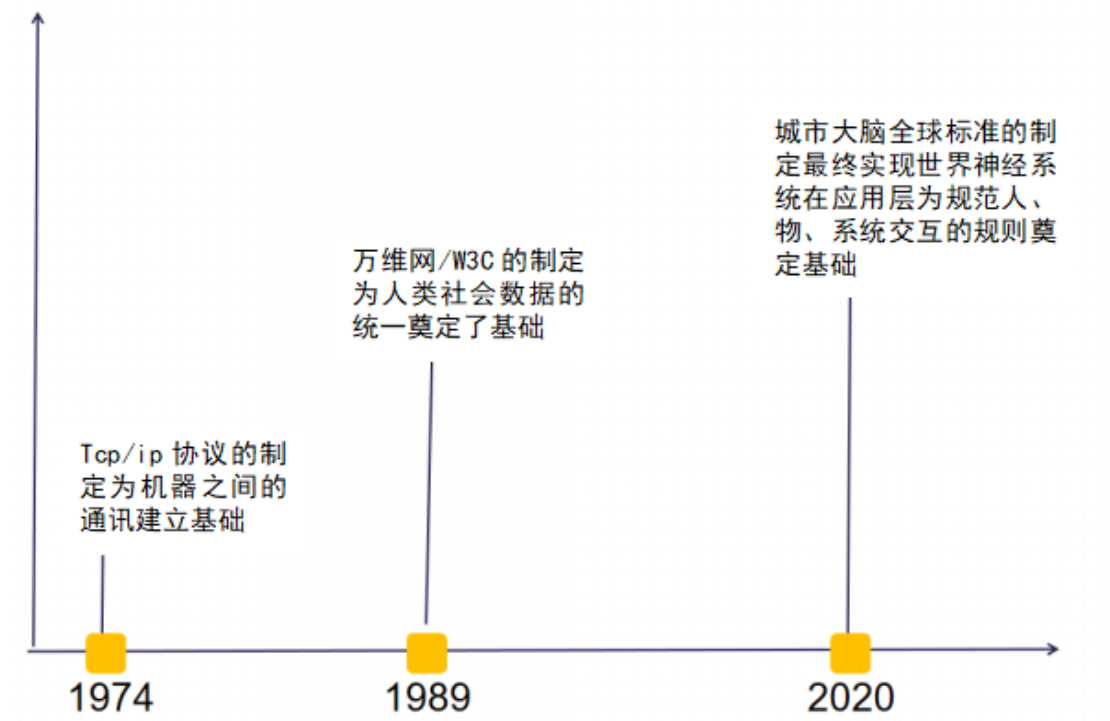 城市大脑全球标准的制
定最终实现世界神经系
统在应用层为规范人、
物、系统交互的规则奠
定基础
万维网/W3C 的制定
为人类社会数据的
统一奠定了基础
Tcp/ip 协议的制
定为机器之间的
通讯建立基础
1974
1989
2020